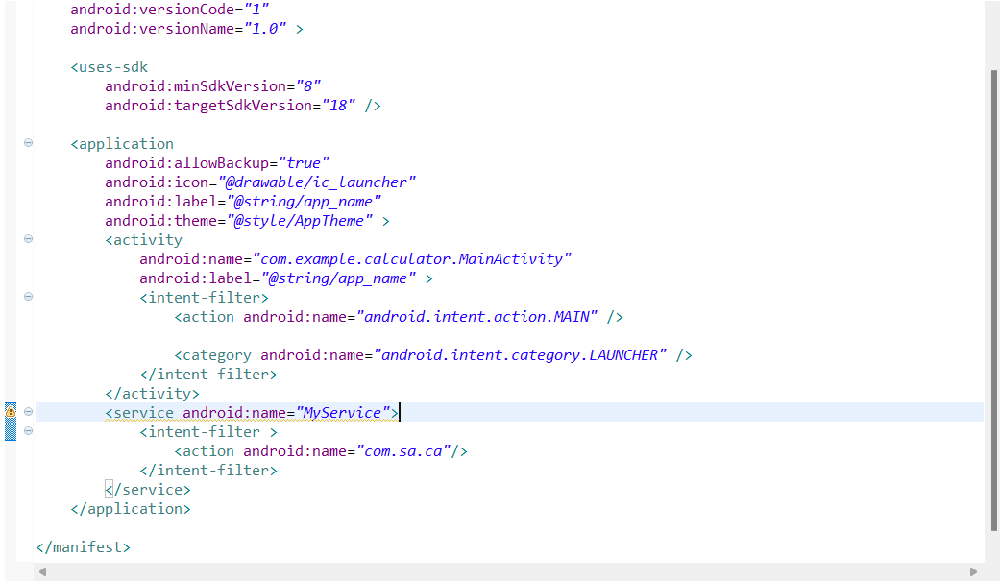 android:versionCode="1"
android:versionName="1.0" >
<uses-sdk
android:minSdkVersion="8"
android:targetSdkVersion="18" />
<application
android:allowBackup="true"
android:icon="@drawable/ic_launcher"
android:label="@string/app_name"
android:theme="@style/AppTheme" >
<activity
android:name="com.example.calculator.MainActivity"
android:label="@string/app_name" >
<intent-filter>
<action android:name="android.intent.action.MAIN" />
<category android:name="android.intent.category.LAUNCHER" />
</intent-filter>
</activity>
<service android:name="MyService">
<intent-filter >
<action android:name="com.sa.ca"/>
</intent-filter>
</service>
</application>
</manifest>